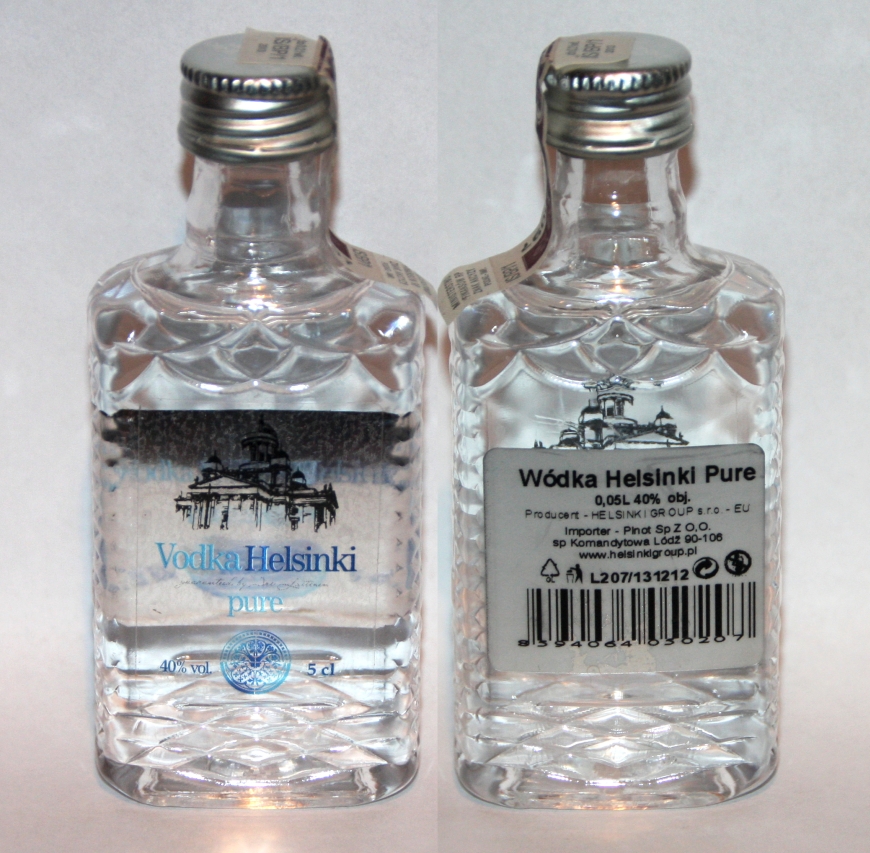 Vodka Helsinki
pure
40% vol.
5 cl
Wódka Helsinki Pure
0,05L 40% obj.
Producent - HELSINKI GROUP s.r.o. - EU
Importer - Pinot Sp Z O,O.
sp Komandytowa Łódź 90-106
www.helsinkigroup.pl
L207/131212